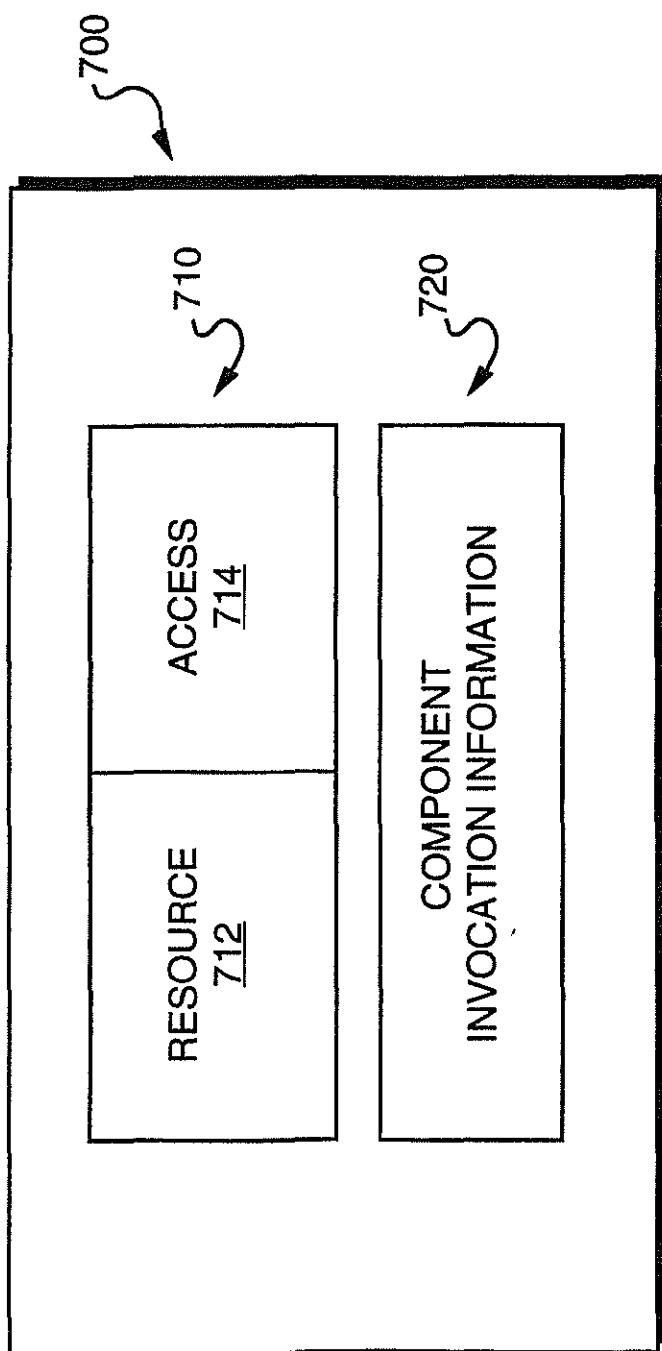 700
710
RESOURCE
712
ACCESS
714
720
COMPONENT
INVOCATION INFORMATION